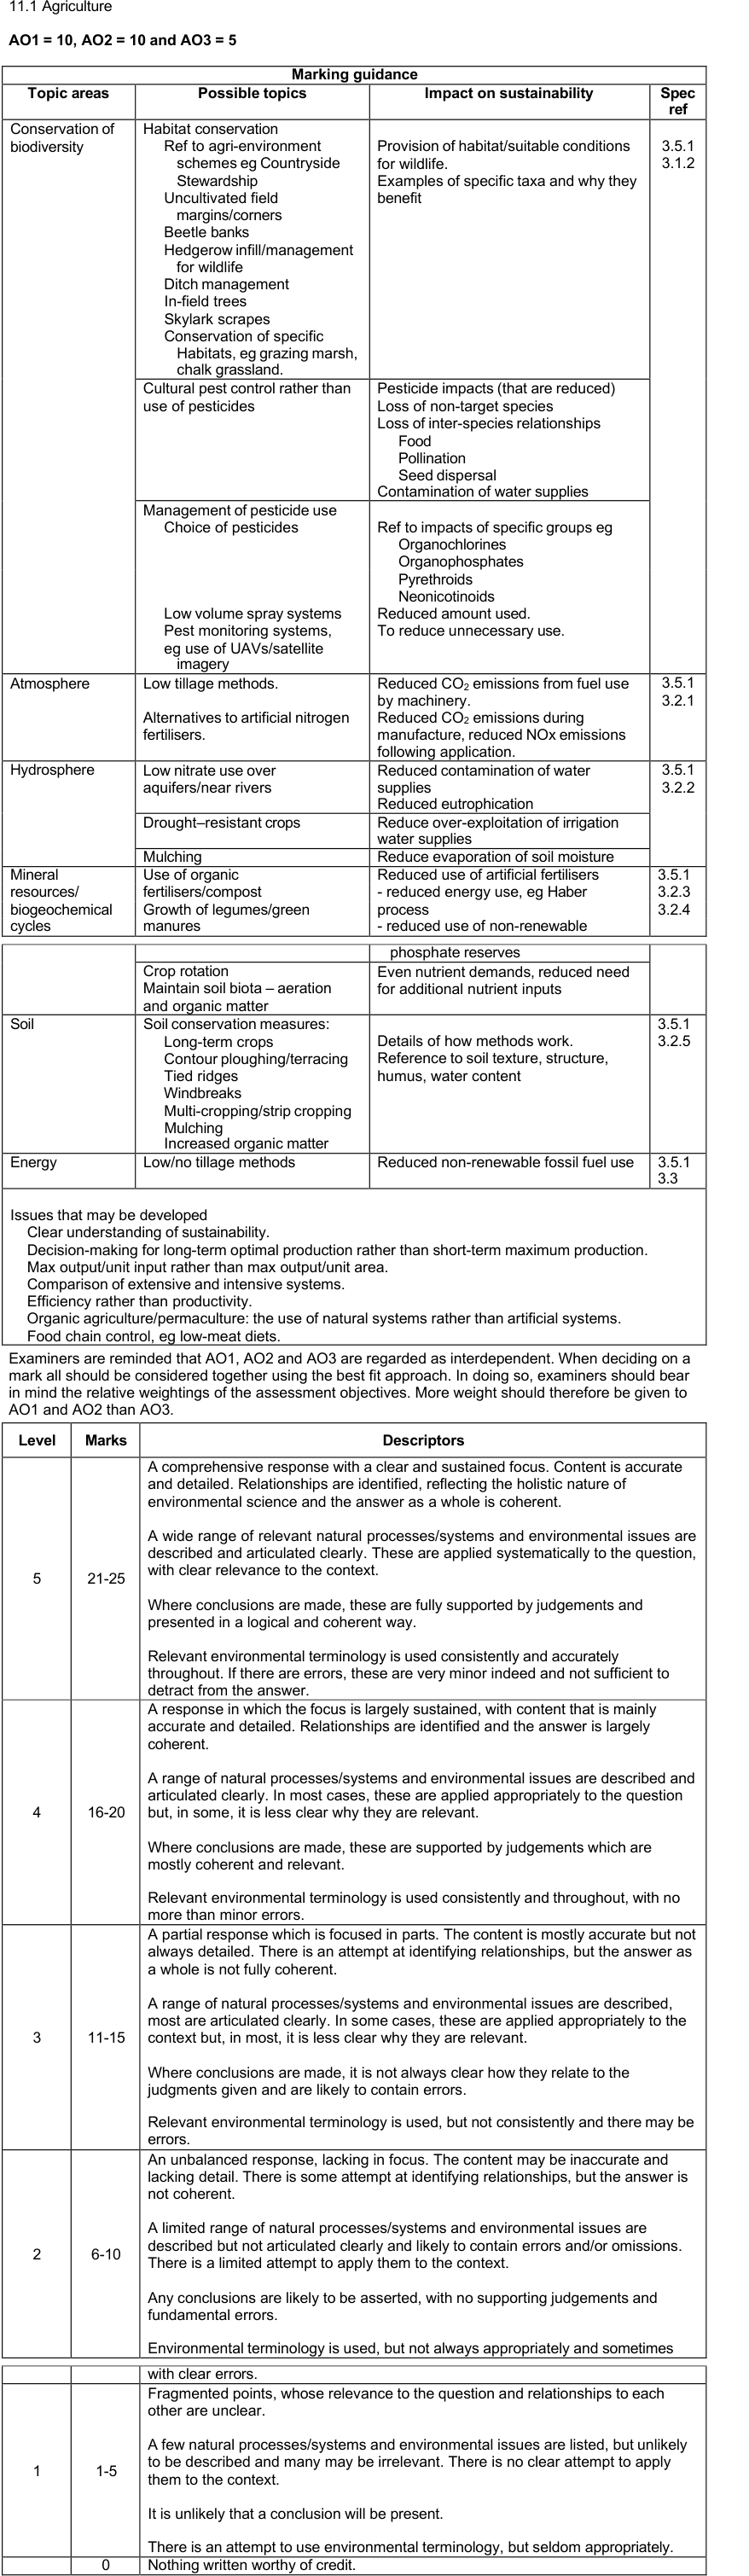 11.1 Agriculture
AO1 = 10, AO2 = 10 and AO3 = 5
Marking guidance
Topic areas
Possible topics
Impact on sustainability
Spec
ref
Conservation of
biodiversity
Habitat conservation
Ref to agri-environment
schemes eg Countryside
Stewardship
Uncultivated field
margins/corners
Beetle banks
Hedgerow infill/management
for wildlife
Ditch management
In-field trees
Skylark scrapes
Conservation of specific
Habitats, eg grazing marsh,
chalk grassland.
Provision of habitat/suitable conditions
for wildlife.
Examples of specific taxa and why they
benefit
3.5.1
3.1.2
Cultural pest control rather than
use of pesticides
Pesticide impacts (that are reduced)
Loss of non-target species
Loss of inter-species relationships
Food
Pollination
Seed dispersal
Contamination of water supplies
Management of pesticide use
Choice of pesticides
Ref to impacts of specific groups eg
Organochlorines
Organophosphates
Pyrethroids
Neonicotinoids
Low volume spray systems
Reduced amount used.
Pest monitoring systems,
eg use of UAVs/satellite
imagery
To reduce unnecessary use.
Atmosphere
Low tillage methods.
Reduced CO₂ emissions from fuel use
by machinery.
3.5.1
3.2.1
Alternatives to artificial nitrogen
fertilisers.
Reduced CO₂ emissions during
manufacture, reduced NOx emissions
following application.
Hydrosphere
Low nitrate use over
aquifers/near rivers
Reduced contamination of water
supplies
Reduced eutrophication
3.5.1
3.2.2
Drought–resistant crops
Reduce over-exploitation of irrigation
water supplies
Mulching
Reduce evaporation of soil moisture
Mineral
resources/
biogeochemical
cycles
Use of organic
fertilisers/compost
Growth of legumes/green
manures
Reduced use of artificial fertilisers
- reduced energy use, eg Haber
process
- reduced use of non-renewable
3.5.1
3.2.3
3.2.4
phosphate reserves
Crop rotation
Maintain soil biota – aeration
and organic matter
Even nutrient demands, reduced need
for additional nutrient inputs
Soil
Soil conservation measures:
Long-term crops
Contour ploughing/terracing
Tied ridges
Windbreaks
Multi-cropping/strip cropping
Mulching
Increased organic matter
Details of how methods work.
Reference to soil texture, structure,
humus, water content
3.5.1
3.2.5
Energy
Low/no tillage methods
Reduced non-renewable fossil fuel use
3.5.1
3.3
Issues that may be developed
Clear understanding of sustainability.
Decision-making for long-term optimal production rather than short-term maximum production.
Max output/unit input rather than max output/unit area.
Comparison of extensive and intensive systems.
Efficiency rather than productivity.
Organic agriculture/permaculture: the use of natural systems rather than artificial systems.
Food chain control, eg low-meat diets.
Examiners are reminded that AO1, AO2 and AO3 are regarded as interdependent. When deciding on a
mark all should be considered together using the best fit approach. In doing so, examiners should bear
in mind the relative weightings of the assessment objectives. More weight should therefore be given to
AO1 and AO2 than AO3.
Level
Marks
Descriptors
5
21-25
A comprehensive response with a clear and sustained focus. Content is accurate
and detailed. Relationships are identified, reflecting the holistic nature of
environmental science and the answer as a whole is coherent.
A wide range of relevant natural processes/systems and environmental issues are
described and articulated clearly. These are applied systematically to the question,
with clear relevance to the context.
Where conclusions are made, these are fully supported by judgements and
presented in a logical and coherent way.
Relevant environmental terminology is used consistently and accurately
throughout. If there are errors, these are very minor indeed and not sufficient to
detract from the answer.
4
16-20
A response in which the focus is largely sustained, with content that is mainly
accurate and detailed. Relationships are identified and the answer is largely
coherent.
A range of natural processes/systems and environmental issues are described and
articulated clearly. In most cases, these are applied appropriately to the question
but, in some, it is less clear why they are relevant.
Where conclusions are made, these are supported by judgements which are
mostly coherent and relevant.
Relevant environmental terminology is used consistently and throughout, with no
more than minor errors.
3
11-15
A partial response which is focused in parts. The content is mostly accurate but not
always detailed. There is an attempt at identifying relationships, but the answer as
a whole is not fully coherent.
A range of natural processes/systems and environmental issues are described,
most are articulated clearly. In some cases, these are applied appropriately to the
context but, in most, it is less clear why they are relevant.
Where conclusions are made, it is not always clear how they relate to the
judgments given and are likely to contain errors.
Relevant environmental terminology is used, but not consistently and there may be
errors.
2
6-10
An unbalanced response, lacking in focus. The content may be inaccurate and
lacking detail. There is some attempt at identifying relationships, but the answer is
not coherent.
A limited range of natural processes/systems and environmental issues are
described but not articulated clearly and likely to contain errors and/or omissions.
There is a limited attempt to apply them to the context.
Any conclusions are likely to be asserted, with no supporting judgements and
fundamental errors.
Environmental terminology is used, but not always appropriately and sometimes
with clear errors.
1
1-5
Fragmented points, whose relevance to the question and relationships to each
other are unclear.
A few natural processes/systems and environmental issues are listed, but unlikely
to be described and many may be irrelevant. There is no clear attempt to apply
them to the context.
It is unlikely that a conclusion will be present.
There is an attempt to use environmental terminology, but seldom appropriately.
0
Nothing written worthy of credit.